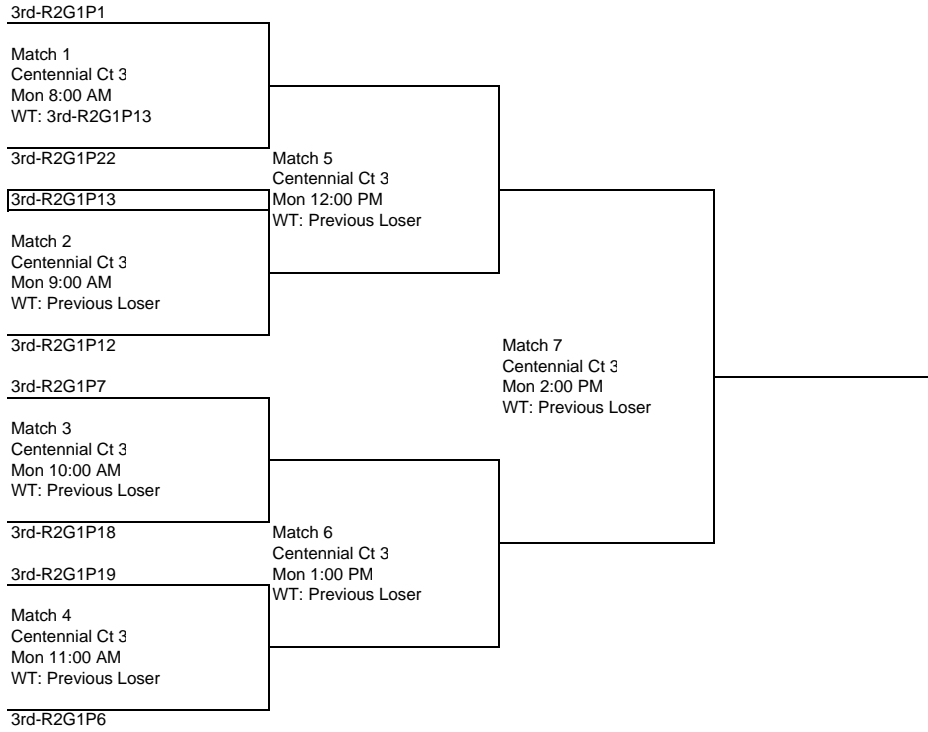 3rd-R2G1P1
Match 1
Centennial Ct 3
Mon 8:00 AM
WT: 3rd-R2G1P13
3rd-R2G1P22
3rd-R2G1P13
Match 2
Centennial Ct 3
Mon 9:00 AM
WT: Previous Loser
3rd-R2G1P12
Match 5
Centennial Ct 3
Mon 12:00 PM
WT: Previous Loser
3rd-R2G1P7
Match 3
Centennial Ct 3
Mon 10:00 AM
WT: Previous Loser
3rd-R2G1P18
3rd-R2G1P19
Match 4
Centennial Ct 3
Mon 11:00 AM
WT: Previous Loser
3rd-R2G1P6
Match 6
Centennial Ct 3
Mon 1:00 PM
WT: Previous Loser
Match 7
Centennial Ct 3
Mon 2:00 PM
WT: Previous Loser